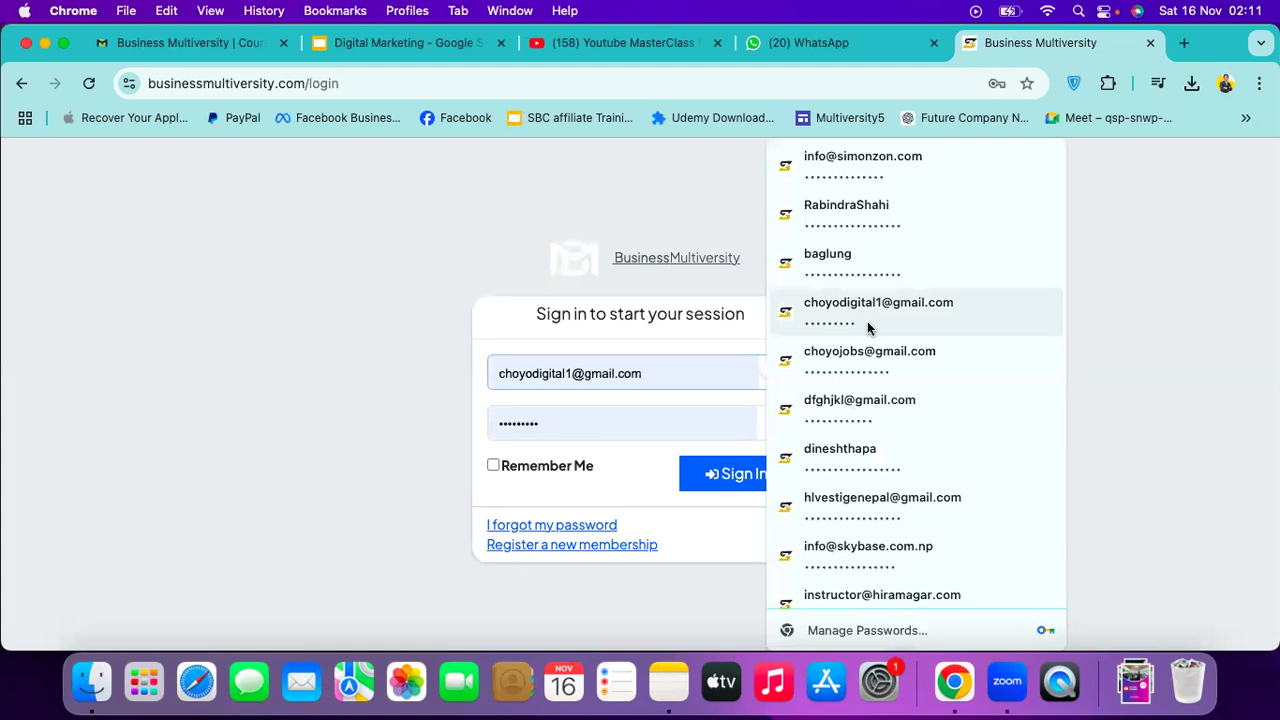 Chrome File Edit View History Bookmarks Profiles Tab Window Help Sat 16 Nov 02:11
Business Multiversity | Cour Digital Marketing - Google S (158) Youtube MasterClass (20) WhatsApp Business Multiversity
businessmultiversity.com/login
Recover Your Appl... PayPal Facebook Busines... Facebook SBC affiliate Traini... Udemy Download... Multiversity5 Future Company N... Meet – qsp-snwp-...
BusinessMultiversity
Sign in to start your session
choyodigital1@gmail.com
•••••••••
Remember Me
Sign In
I forgot my password
Register a new membership
info@simonzon.com
RabindraShahi
baglung
choyodigital1@gmail.com
choyojobs@gmail.com
dfghjkl@gmail.com
dineshthapa
hlvestigenepal@gmail.com
info@skybase.com.np
instructor@hiramagar.com
Manage Passwords...
NOV
16
tv
zoom
1